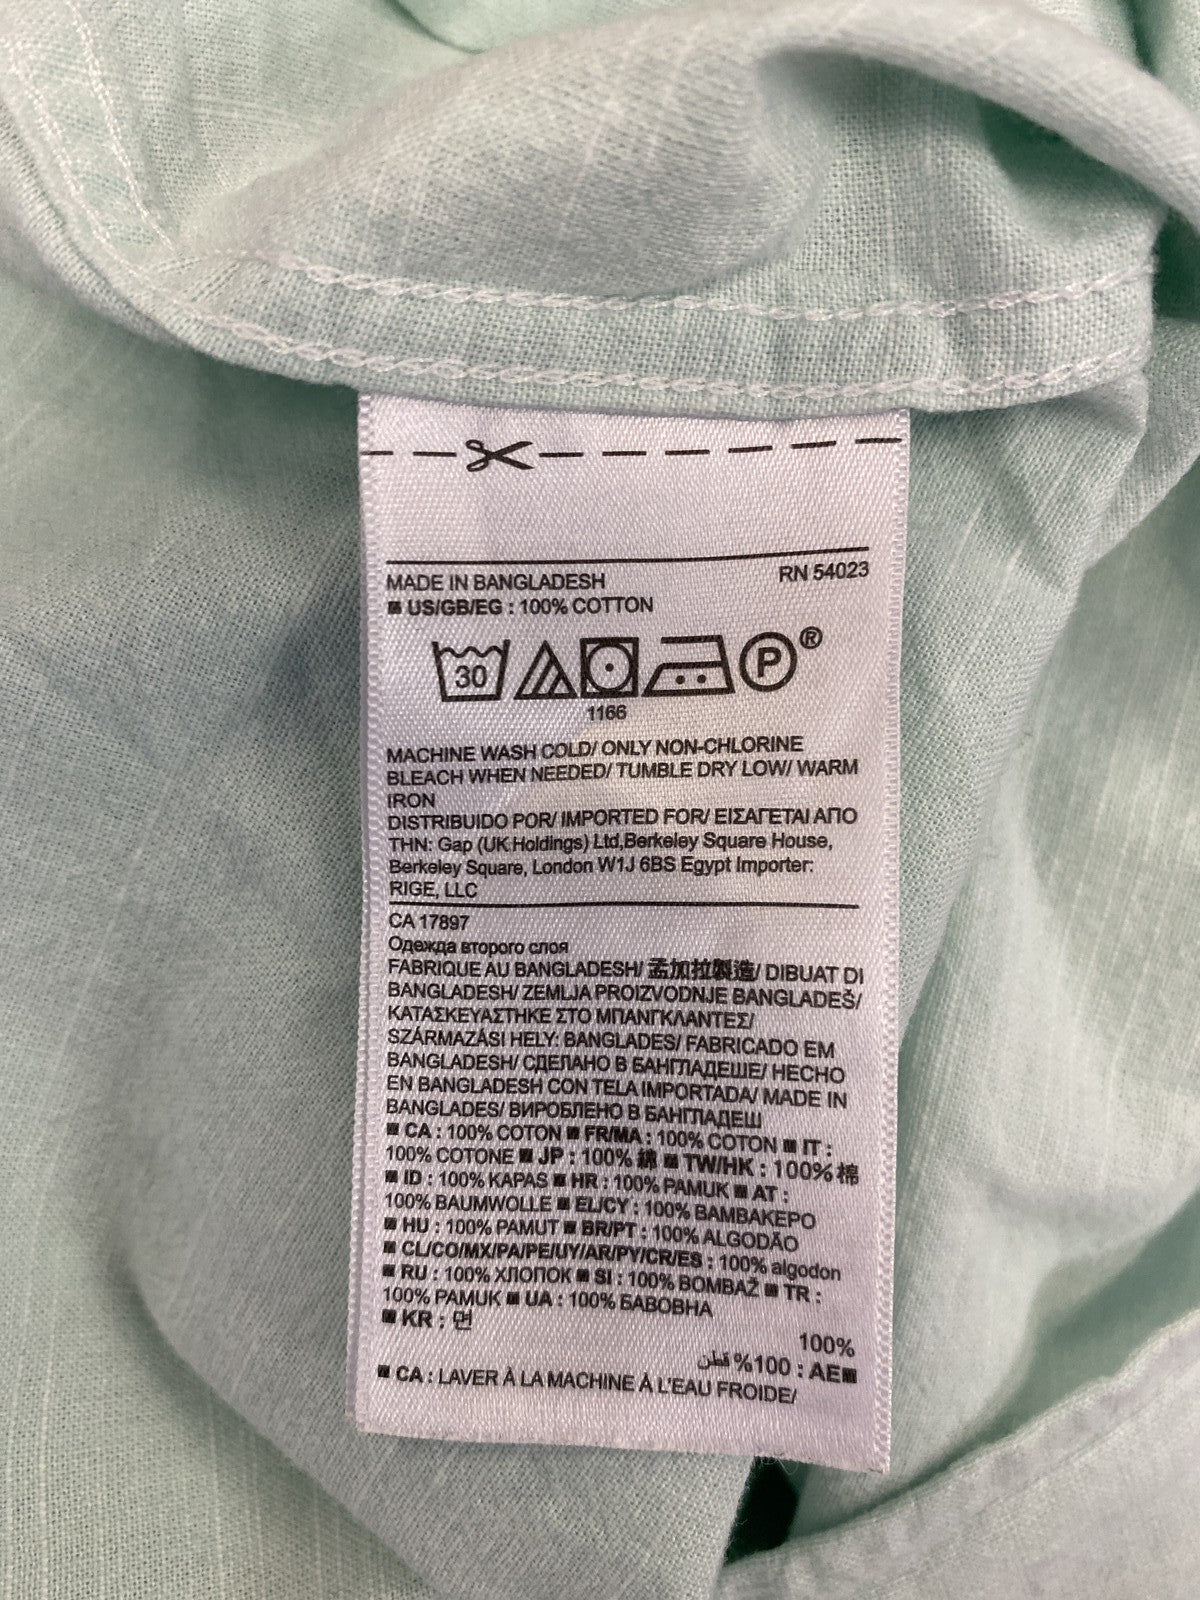 MADE IN BANGLADESH RN 54023
■ US/GB/EG : 100% COTTON
30 P ®
1166
MACHINE WASH COLD/ ONLY NON-CHLORINE
BLEACH WHEN NEEDED/ TUMBLE DRY LOW/ WARM
IRON
DISTRIBUIDO POR/ IMPORTED FOR/ ΕΙΣΑΓΕΤΑΙ ΑΠΟ
ΤΗΝ: Gap (UK Holdings) Ltd,Berkeley Square House,
Berkeley Square, London W1J 6BS Egypt Importer:
RIGE, LLC
CA 17897
Одежда второго слоя
FABRIQUE AU BANGLADESH/ 孟加拉製造/ DIBUAT DI
BANGLADESH/ ZEMLJA PROIZVODNJE BANGLADEŠ/
ΚΑΤΑΣΚΕΥΑΣΤΗΚΕ ΣΤΟ ΜΠΑΝΓΚΛΑΝΤΕΣ/
SZÁRMAZÁSI HELY: BANGLADES/ FABRICADO EM
BANGLADESH/ СДЕЛАНО В БАНГЛАДЕШЕ/ HECHO
EN BANGLADESH CON TELA IMPORTADA/ MADE IN
BANGLADES/ ВИРОБЛЕНО В БАНГЛАДЕШ
■ CA : 100% COTON ■ FR/MA : 100% COTON ■ IT :
100% COTONE ■ JP : 100% 綿 ■ TW/HK : 100% 棉
■ ID : 100% KAPAS ■ HR : 100% PAMUK ■ AT :
100% BAUMWOLLE ■ EL/CY : 100% ΒΑΜΒΑΚΕΡΟ
■ HU : 100% PAMUT ■ BR/PT : 100% ALGODÃO
■ CL/CO/MX/PA/PE/UY/AR/PY/CR/ES : 100% algodon
■ RU : 100% ХЛОПОК ■ SI : 100% BOMBAŽ ■ TR :
100% PAMUK ■ UA : 100% БАВОВНА
■ KR : 면
100%
■AE : 100% قطن
■ CA : LAVER À LA MACHINE À L'EAU FROIDE/